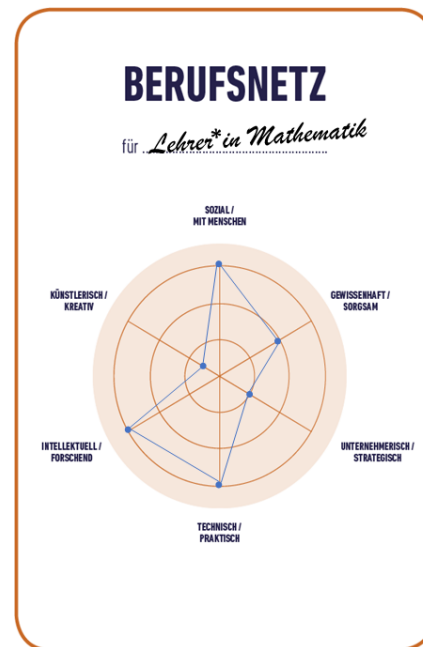 BERUFSNETZ
für Lehrer*in Mathematik
SOZIAL /
MIT MENSCHEN
KÜNSTLERISCH /
KREATIV
GEWISSENHAFT /
SORGSAM
INTELLEKTUELL /
FORSCHEND
UNTERNEHMERISCH /
STRATEGISCH
TECHNISCH /
PRAKTISCH